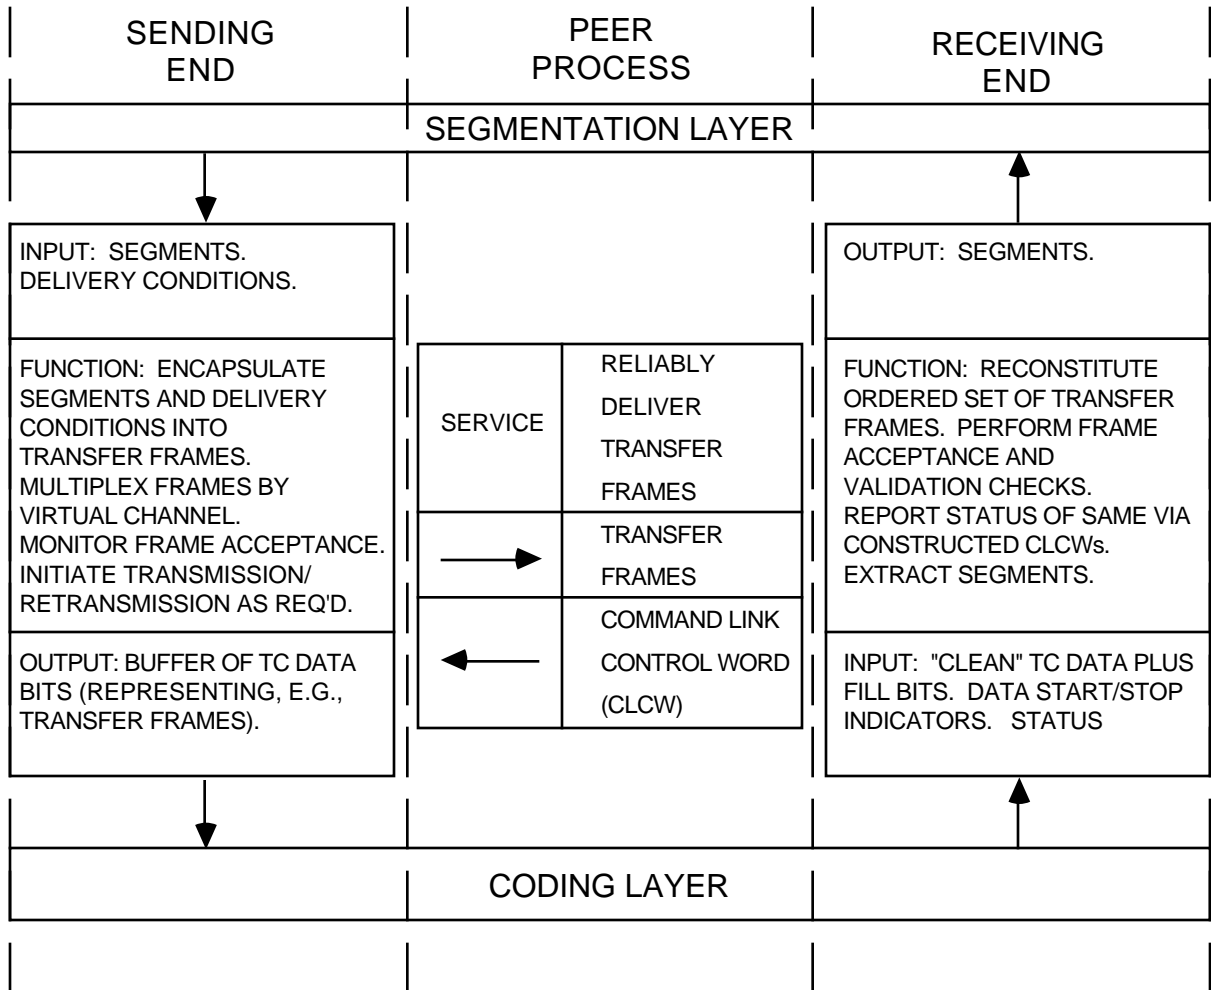 SENDING
END
PEER
PROCESS
RECEIVING
END
SEGMENTATION LAYER
INPUT: SEGMENTS.
DELIVERY CONDITIONS.
FUNCTION: ENCAPSULATE
SEGMENTS AND DELIVERY
CONDITIONS INTO
TRANSFER FRAMES.
MULTIPLEX FRAMES BY
VIRTUAL CHANNEL.
MONITOR FRAME ACCEPTANCE.
INITIATE TRANSMISSION/
RETRANSMISSION AS REQ'D.
OUTPUT: BUFFER OF TC DATA
BITS (REPRESENTING, E.G.,
TRANSFER FRAMES).
SERVICE
RELIABLY
DELIVER
TRANSFER
FRAMES
TRANSFER
FRAMES
COMMAND LINK
CONTROL WORD
(CLCW)
OUTPUT: SEGMENTS.
FUNCTION: RECONSTITUTE
ORDERED SET OF TRANSFER
FRAMES. PERFORM FRAME
ACCEPTANCE AND
VALIDATION CHECKS.
REPORT STATUS OF SAME VIA
CONSTRUCTED CLCWs.
EXTRACT SEGMENTS.
INPUT: "CLEAN" TC DATA PLUS
FILL BITS. DATA START/STOP
INDICATORS. STATUS
CODING LAYER